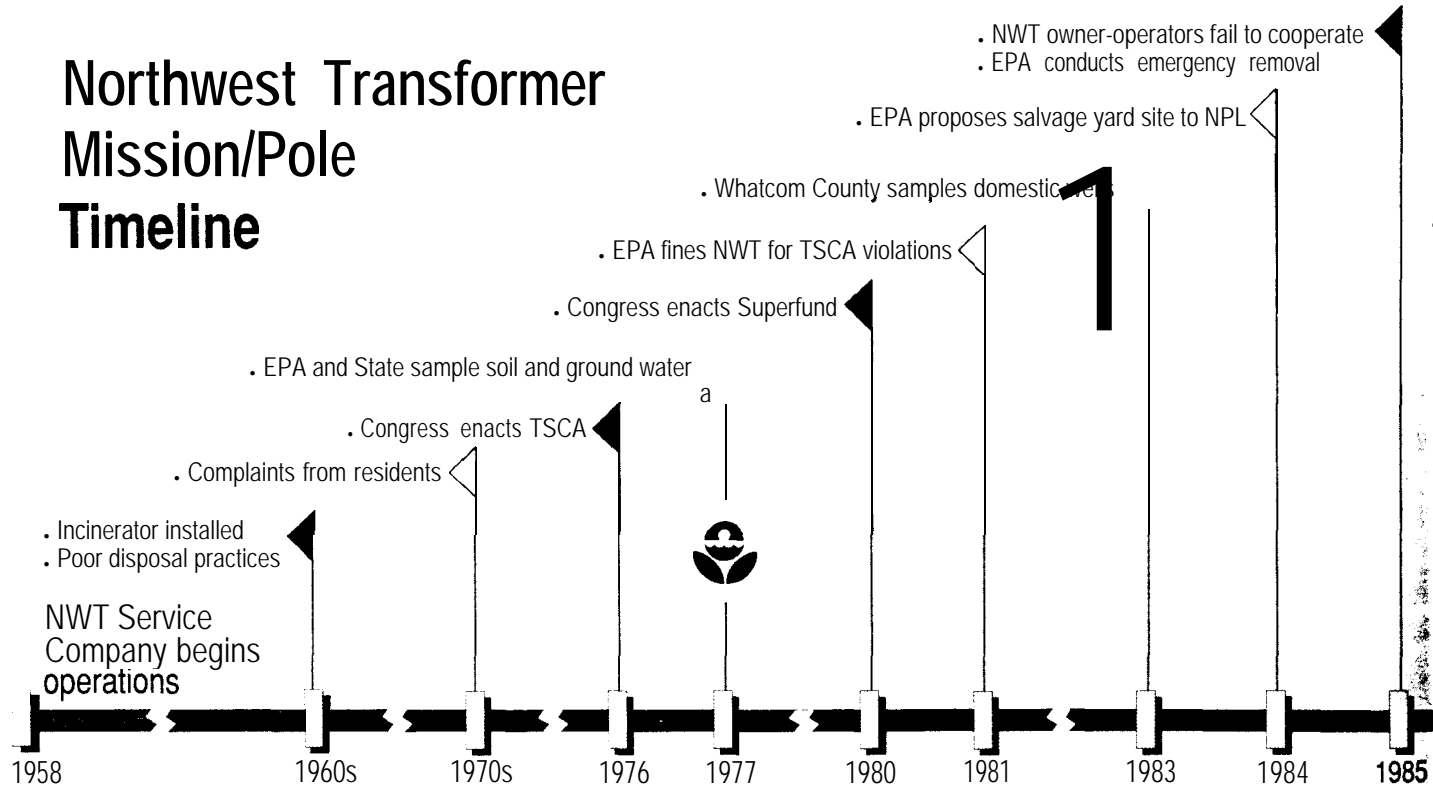 Northwest Transformer
Mission/Pole
Timeline
. NWT owner-operators fail to cooperate
. EPA conducts emergency removal
. EPA proposes salvage yard site to NPL
. Whatcom County samples domestic
1
. EPA fines NWT for TSCA violations
. Congress enacts Superfund
. EPA and State sample soil and ground water
a
. Congress enacts TSCA
. Complaints from residents
. Incinerator installed
. Poor disposal practices
NWT Service
Company begins
operations
1958 1960s 1970s 1976 1977 1980 1981 1983 1984 1985